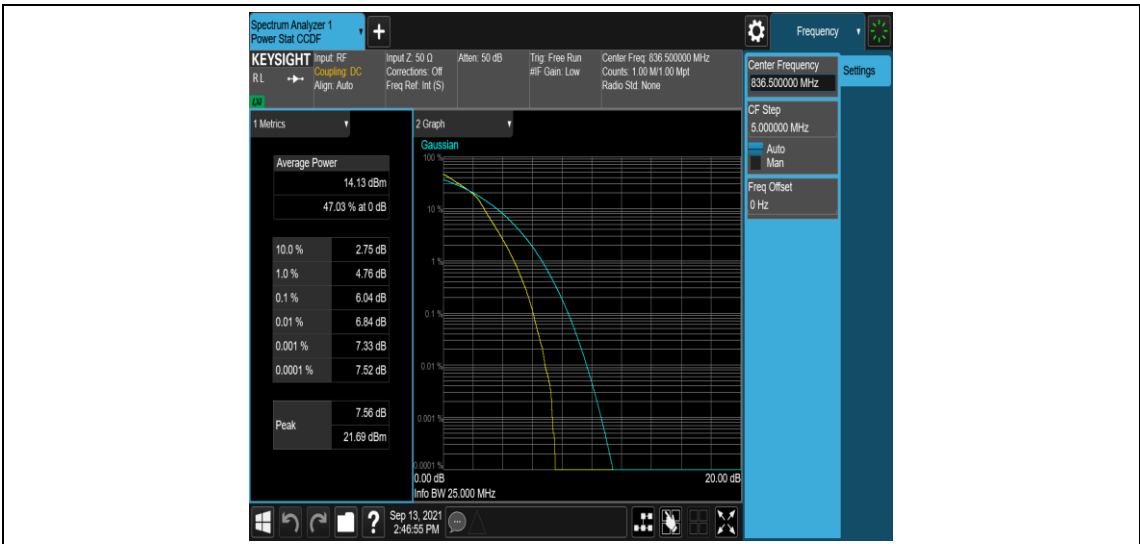 Spectrum Analyzer 1
Power Stat CCDF
+
Frequency
KEYSIGHT
RL
LXI
Input: RF
Coupling: DC
Align: Auto
Input Z: 50 Ω
Corrections: Off
Freq Ref: Int (S)
Atten: 50 dB
Trig: Free Run
#IF Gain: Low
Center Freq: 836.500000 MHz
Counts: 1.00 M/1.00 Mpt
Radio Std: None
Center Frequency
836.500000 MHz
Settings
CF Step
5.000000 MHz
Auto
Man
Freq Offset
0 Hz
1 Metrics
Average Power
14.13 dBm
47.03 % at 0 dB
10.0 % 2.75 dB
1.0 % 4.76 dB
0.1 % 6.04 dB
0.01 % 6.84 dB
0.001 % 7.33 dB
0.0001 % 7.52 dB
Peak
7.56 dB
21.69 dBm
2 Graph
Gaussian
100 %
10 %
1 %
0.1 %
0.01 %
0.001 %
0.0001 %
0.00 dB 20.00 dB
Info BW 25.000 MHz
?
Sep 13, 2021
2:46:55 PM